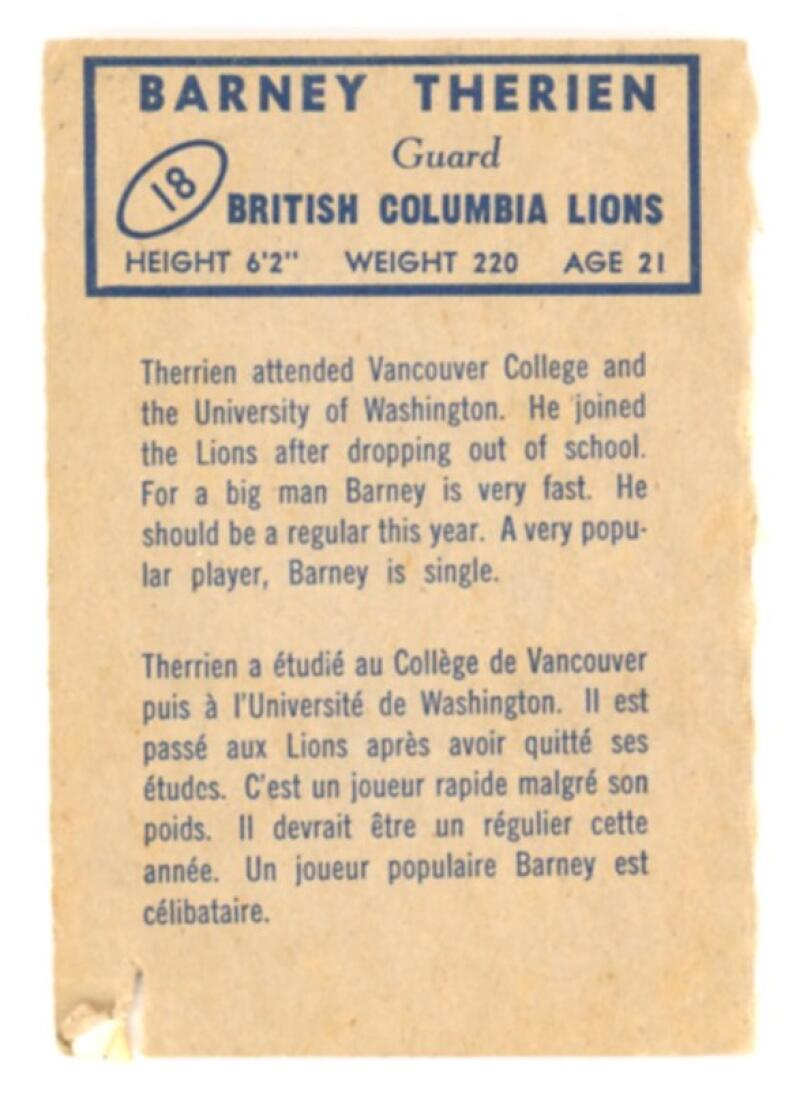 BARNEY THERIEN
Guard
18
BRITISH COLUMBIA LIONS
HEIGHT 6'2" WEIGHT 220 AGE 21
Therrien attended Vancouver College and
the University of Washington. He joined
the Lions after dropping out of school.
For a big man Barney is very fast. He
should be a regular this year. A very popu-
lar player, Barney is single.
Therrien a étudié au Collège de Vancouver
puis à l'Université de Washington. Il est
passé aux Lions après avoir quitté ses
études. C'est un joueur rapide malgré son
poids. Il devrait être un régulier cette
année. Un joueur populaire Barney est
célibataire.